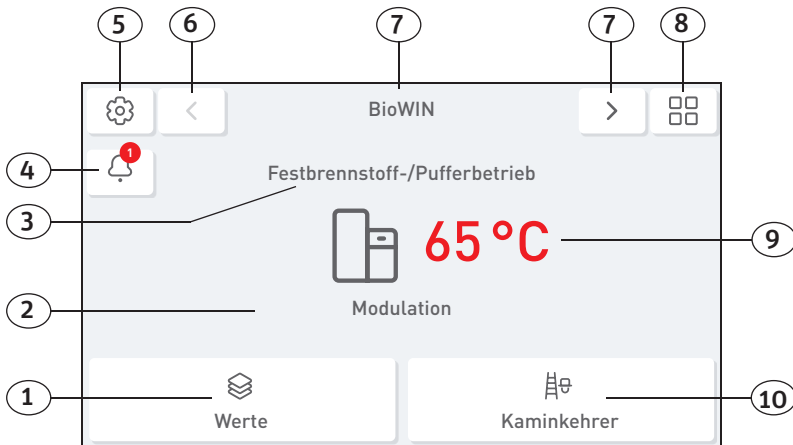 5 6 7 7 8
BioWIN
1
4
Festbrennstoff-/Pufferbetrieb
3
65 °C
9
2
Modulation
1
Werte
Kaminkehrer
10